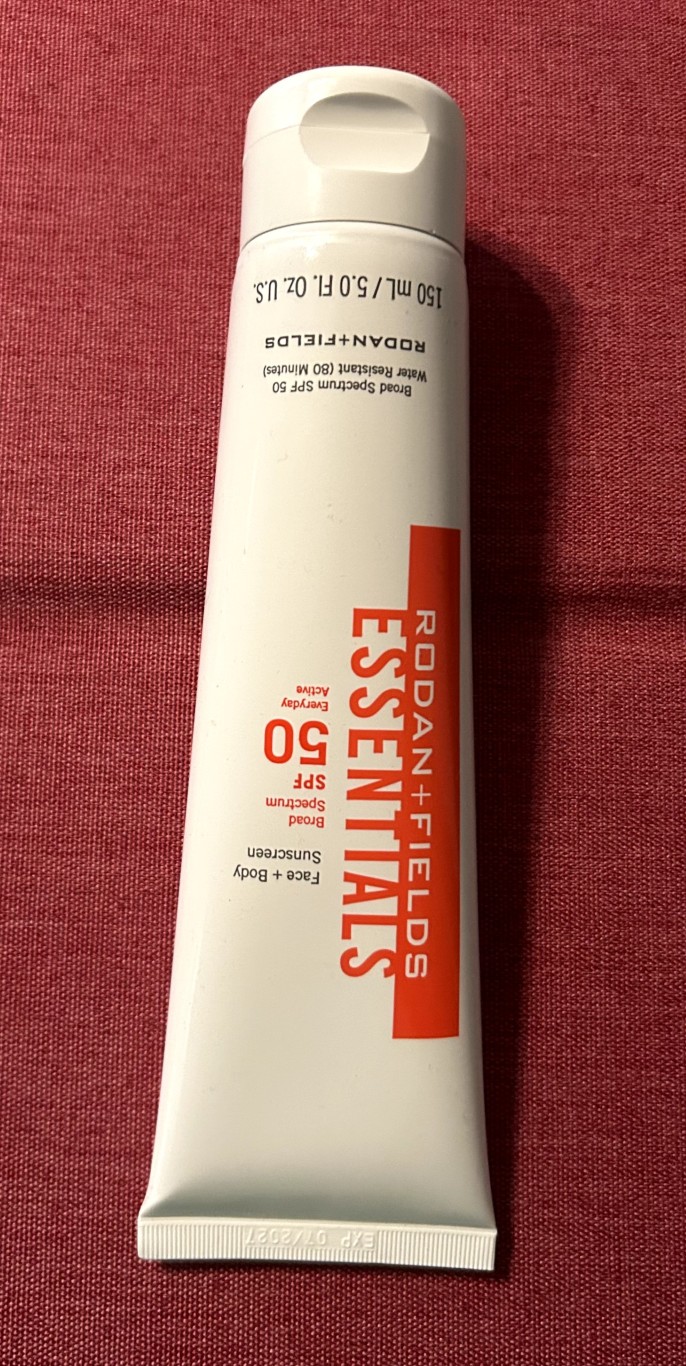 EXP 07/2027
RODAN+FIELDS
ESSENTIALS
Face + Body
Sunscreen
Broad
Spectrum
SPF
50
Everyday
Active
Broad Spectrum SPF 50
Water Resistant (80 Minutes)
RODAN+FIELDS
150 mL / 5.0 Fl. Oz. U.S.